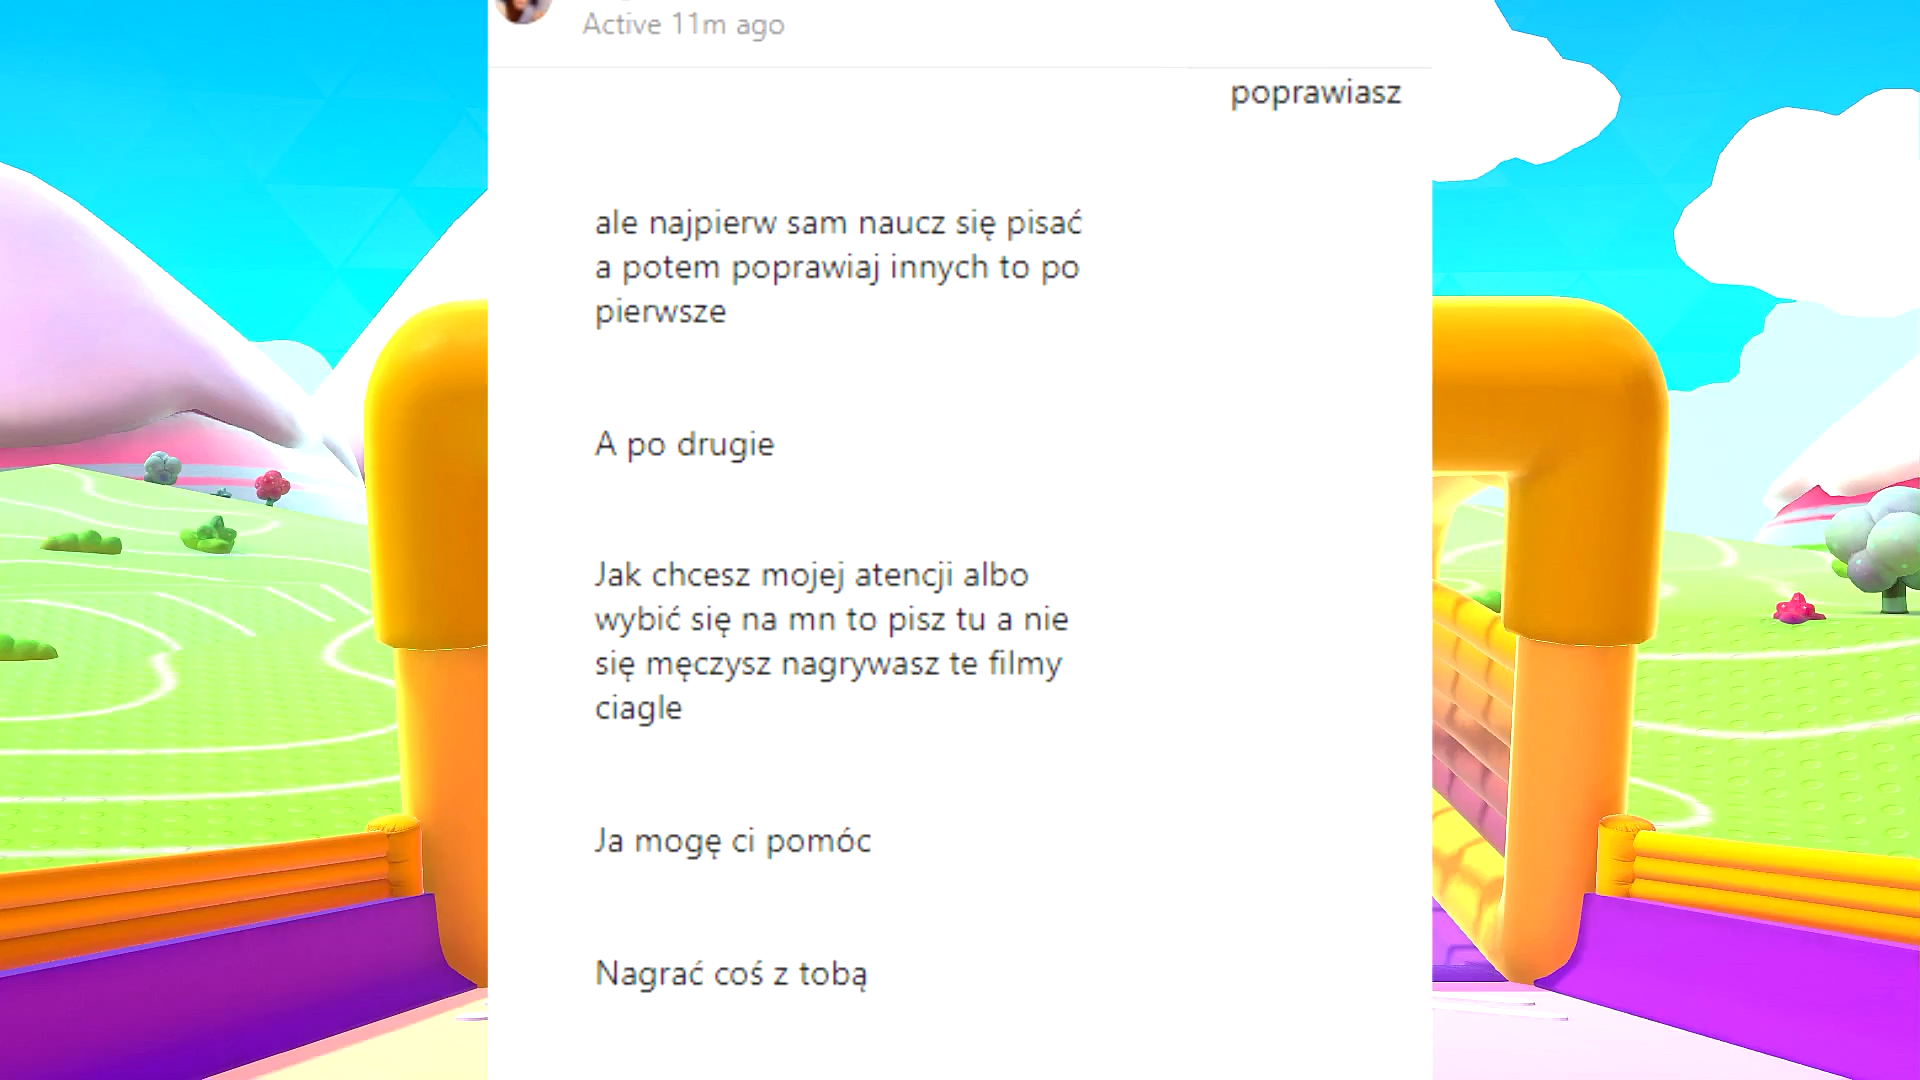 Active 11m ago
poprawiasz
ale najpierw sam naucz się pisać
a potem poprawiaj innych to po
pierwsze
A po drugie
Jak chcesz mojej atencji albo
wybić się na mn to pisz tu a nie
się męczysz nagrywasz te filmy
ciagle
Ja mogę ci pomóc
Nagrać coś z tobą